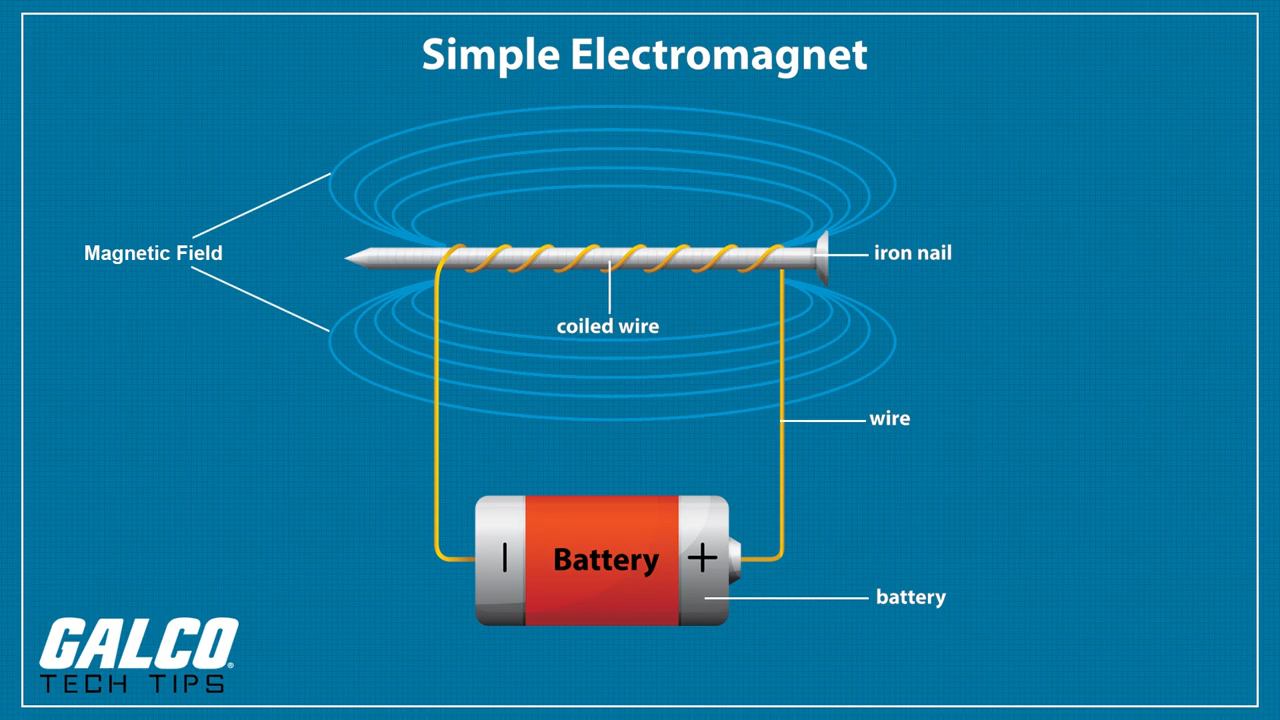 Simple Electromagnet
Magnetic Field
iron nail
coiled wire
wire
Battery
+
battery
GALCO®
TECH TIPS